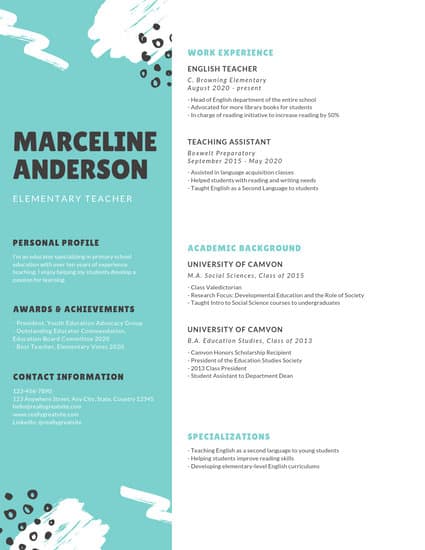 MARCELINE
ANDERSON
ELEMENTARY TEACHER
PERSONAL PROFILE
I'm an educator specializing in primary school
education with over ten years of experience
teaching. I enjoy helping my students develop a
passion for learning.
AWARDS & ACHIEVEMENTS
- President, Youth Education Advocacy Group
- Outstanding Educator Commendation,
Education Board Committee 2020
- Best Teacher, Elementary Votes 2020
CONTACT INFORMATION
123-456-7890
123 Anywhere Street, Any City, State, Country 12345
hello@reallygreatsite.com
www.reallygreatsite.com
LinkedIn: @reallygreatsite
WORK EXPERIENCE
ENGLISH TEACHER
C. Browning Elementary
August 2020 - present
- Head of English department of the entire school
- Advocated for more library books for students
- In charge of reading initiative to increase reading by 50%
TEACHING ASSISTANT
Boxwelt Preparatory
September 2015 - May 2020
- Assisted in language acquisition classes
- Helped students with reading and writing needs
- Taught English as a Second Language to students
ACADEMIC BACKGROUND
UNIVERSITY OF CAMVON
M.A. Social Sciences, Class of 2015
- Class Valedictorian
- Research Focus: Developmental Education and the Role of Society
- Taught Intro to Social Science courses to undergraduates
UNIVERSITY OF CAMVON
B.A. Education Studies, Class of 2013
- Camvon Honors Scholarship Recipient
- President of the Education Studies Society
- 2013 Class President
- Student Assistant to Department Dean
SPECIALIZATIONS
- Teaching English as a second language to young students
- Helping students improve reading skills
- Developing elementary-level English curriculums